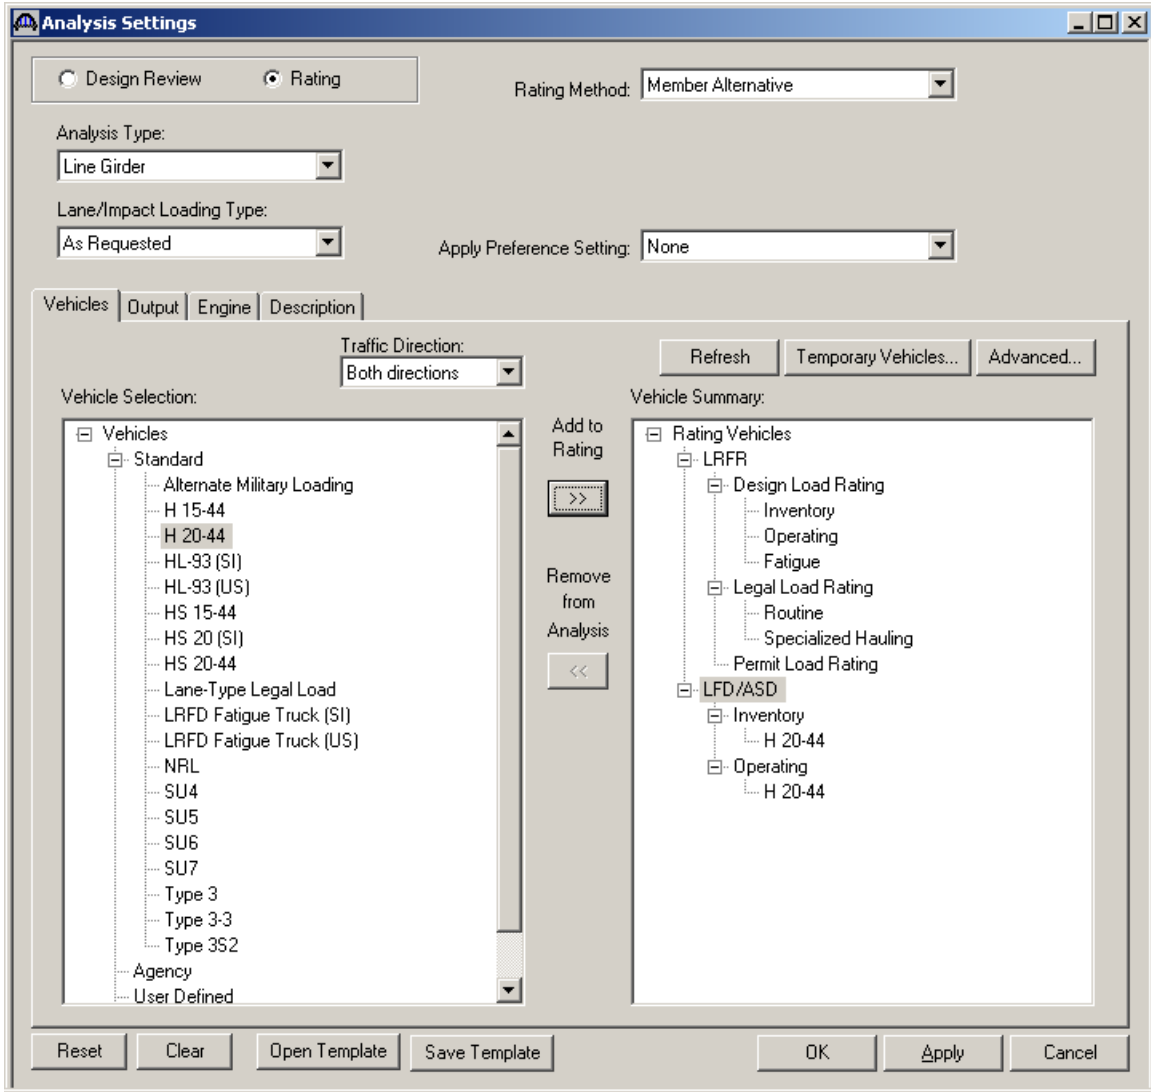 Analysis Settings
Design Review
Rating
Rating Method:
Member Alternative
Analysis Type:
Line Girder
Lane/Impact Loading Type:
As Requested
Apply Preference Setting:
None
Vehicles
Output
Engine
Description
Traffic Direction:
Both directions
Refresh
Temporary Vehicles...
Advanced...
Vehicle Selection:
Vehicles
Standard
Alternate Military Loading
H 15-44
H 20-44
HL-93 (SI)
HL-93 (US)
HS 15-44
HS 20 (SI)
HS 20-44
Lane-Type Legal Load
LRFD Fatigue Truck (SI)
LRFD Fatigue Truck (US)
NRL
SU4
SU5
SU6
SU7
Type 3
Type 3-3
Type 3S2
Agency
User Defined
Add to
Rating
>>
Remove
from
Analysis
<<
Vehicle Summary:
Rating Vehicles
LRFR
Design Load Rating
Inventory
Operating
Fatigue
Legal Load Rating
Routine
Specialized Hauling
Permit Load Rating
LFD/ASD
Inventory
H 20-44
Operating
H 20-44
Reset
Clear
Open Template
Save Template
OK
Apply
Cancel